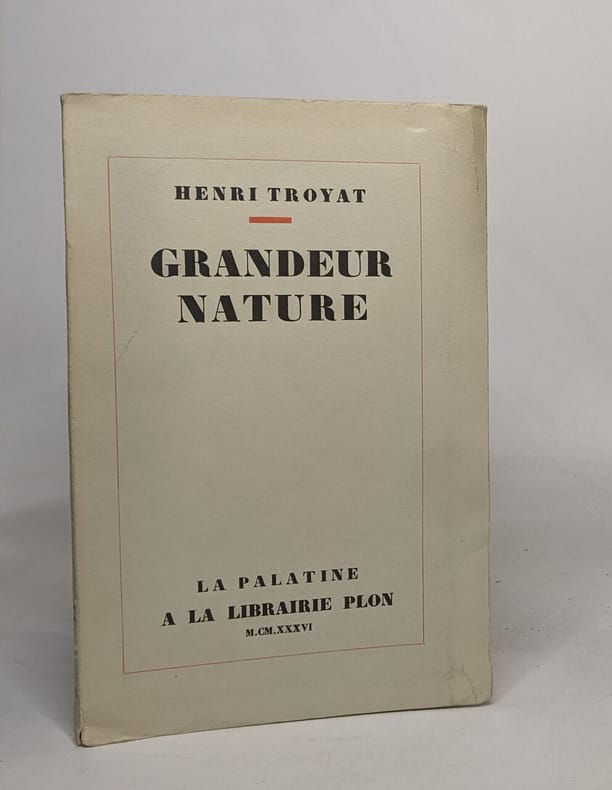 HENRI TROYAT
GRANDEUR
NATURE
LA PALATINE
A LA LIBRAIRIE PLON
M.CM.XXXVI